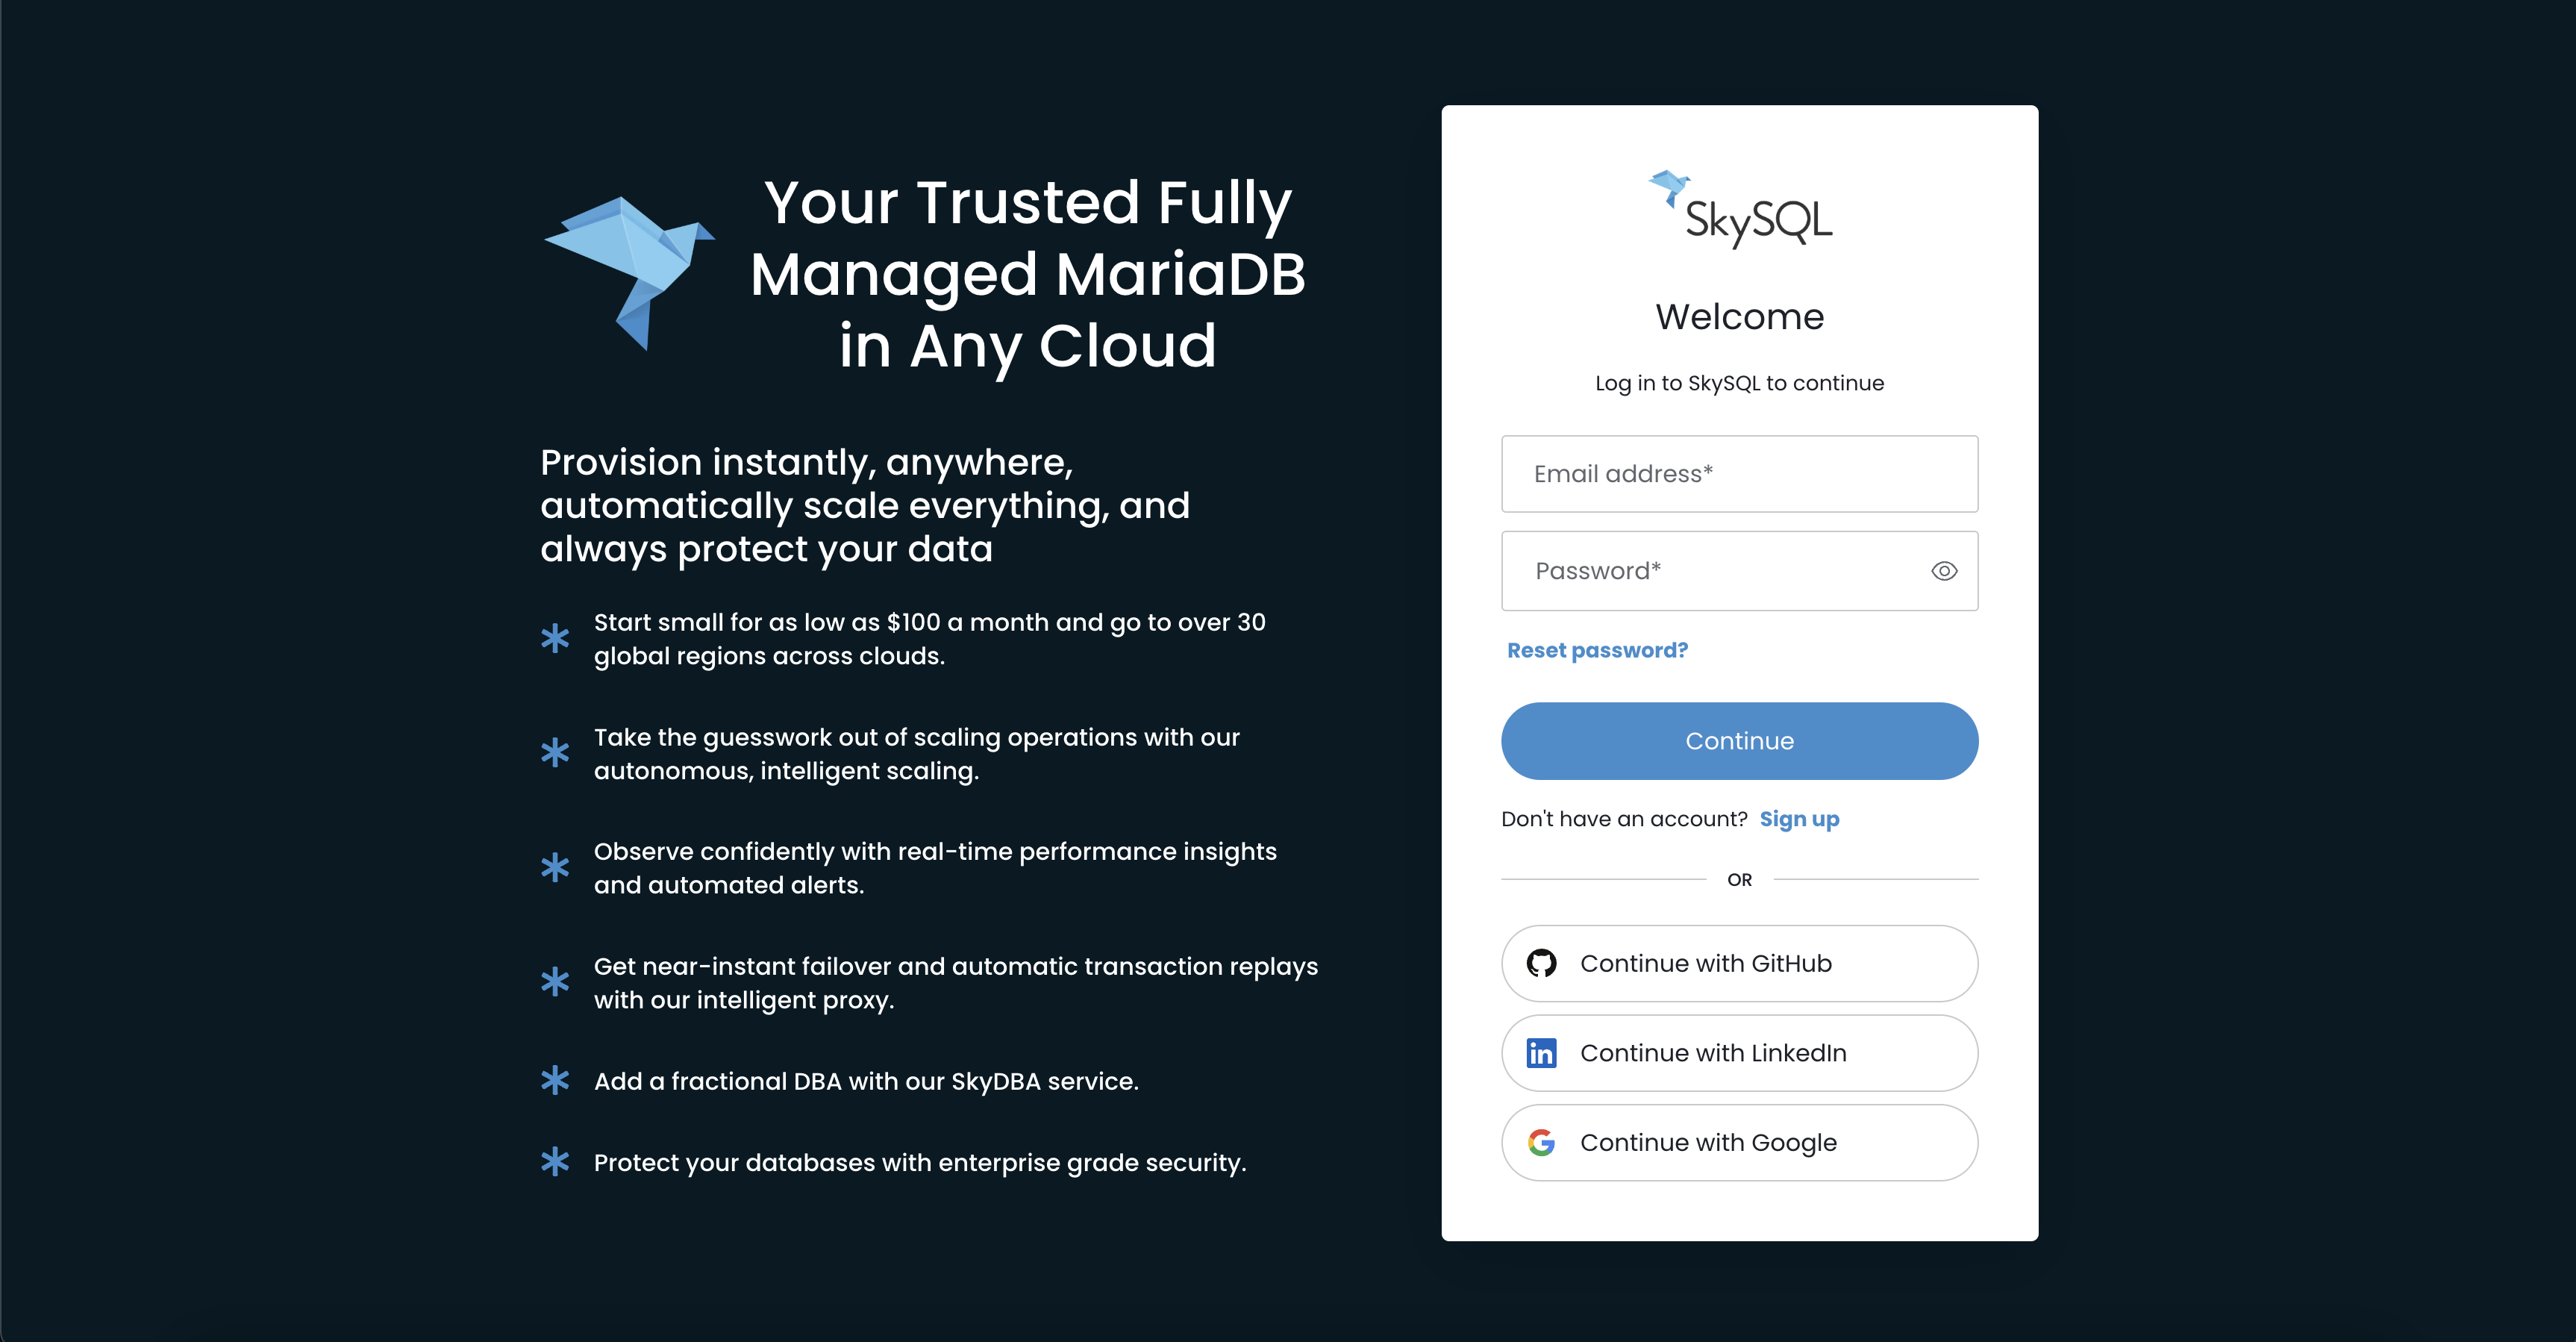 Your Trusted Fully
Managed MariaDB
in Any Cloud
Provision instantly, anywhere,
automatically scale everything, and
always protect your data
Start small for as low as $100 a month and go to over 30
global regions across clouds.
Take the guesswork out of scaling operations with our
autonomous, intelligent scaling.
Observe confidently with real-time performance insights
and automated alerts.
Get near-instant failover and automatic transaction replays
with our intelligent proxy.
Add a fractional DBA with our SkyDBA service.
Protect your databases with enterprise grade security.
SkySQL
Welcome
Log in to SkySQL to continue
Email address*
Password*
Reset password?
Continue
Don't have an account? Sign up
OR
Continue with GitHub
in
Continue with LinkedIn
G
Continue with Google